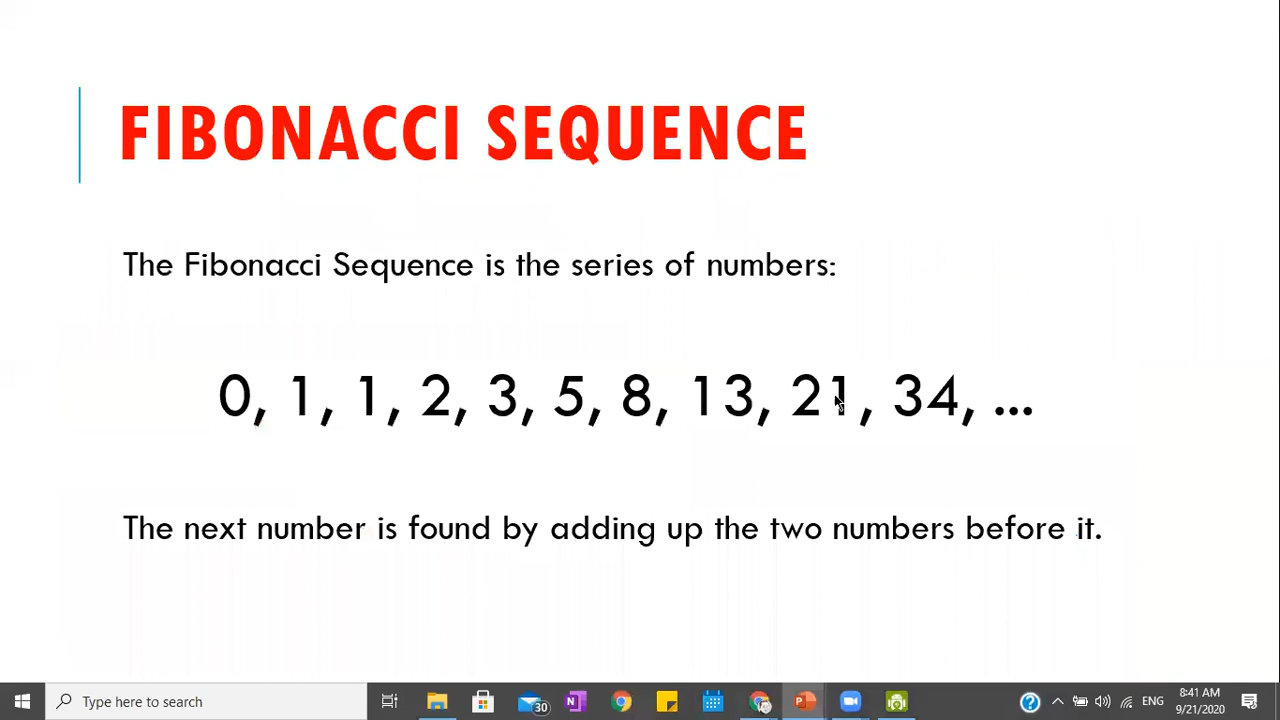 FIBONACCI SEQUENCE
The Fibonacci Sequence is the series of numbers:
0, 1, 1, 2, 3, 5, 8, 13, 21, 34, ...
The next number is found by adding up the two numbers before it.
Type here to search
30
ENG
8:41 AM
9/21/2020